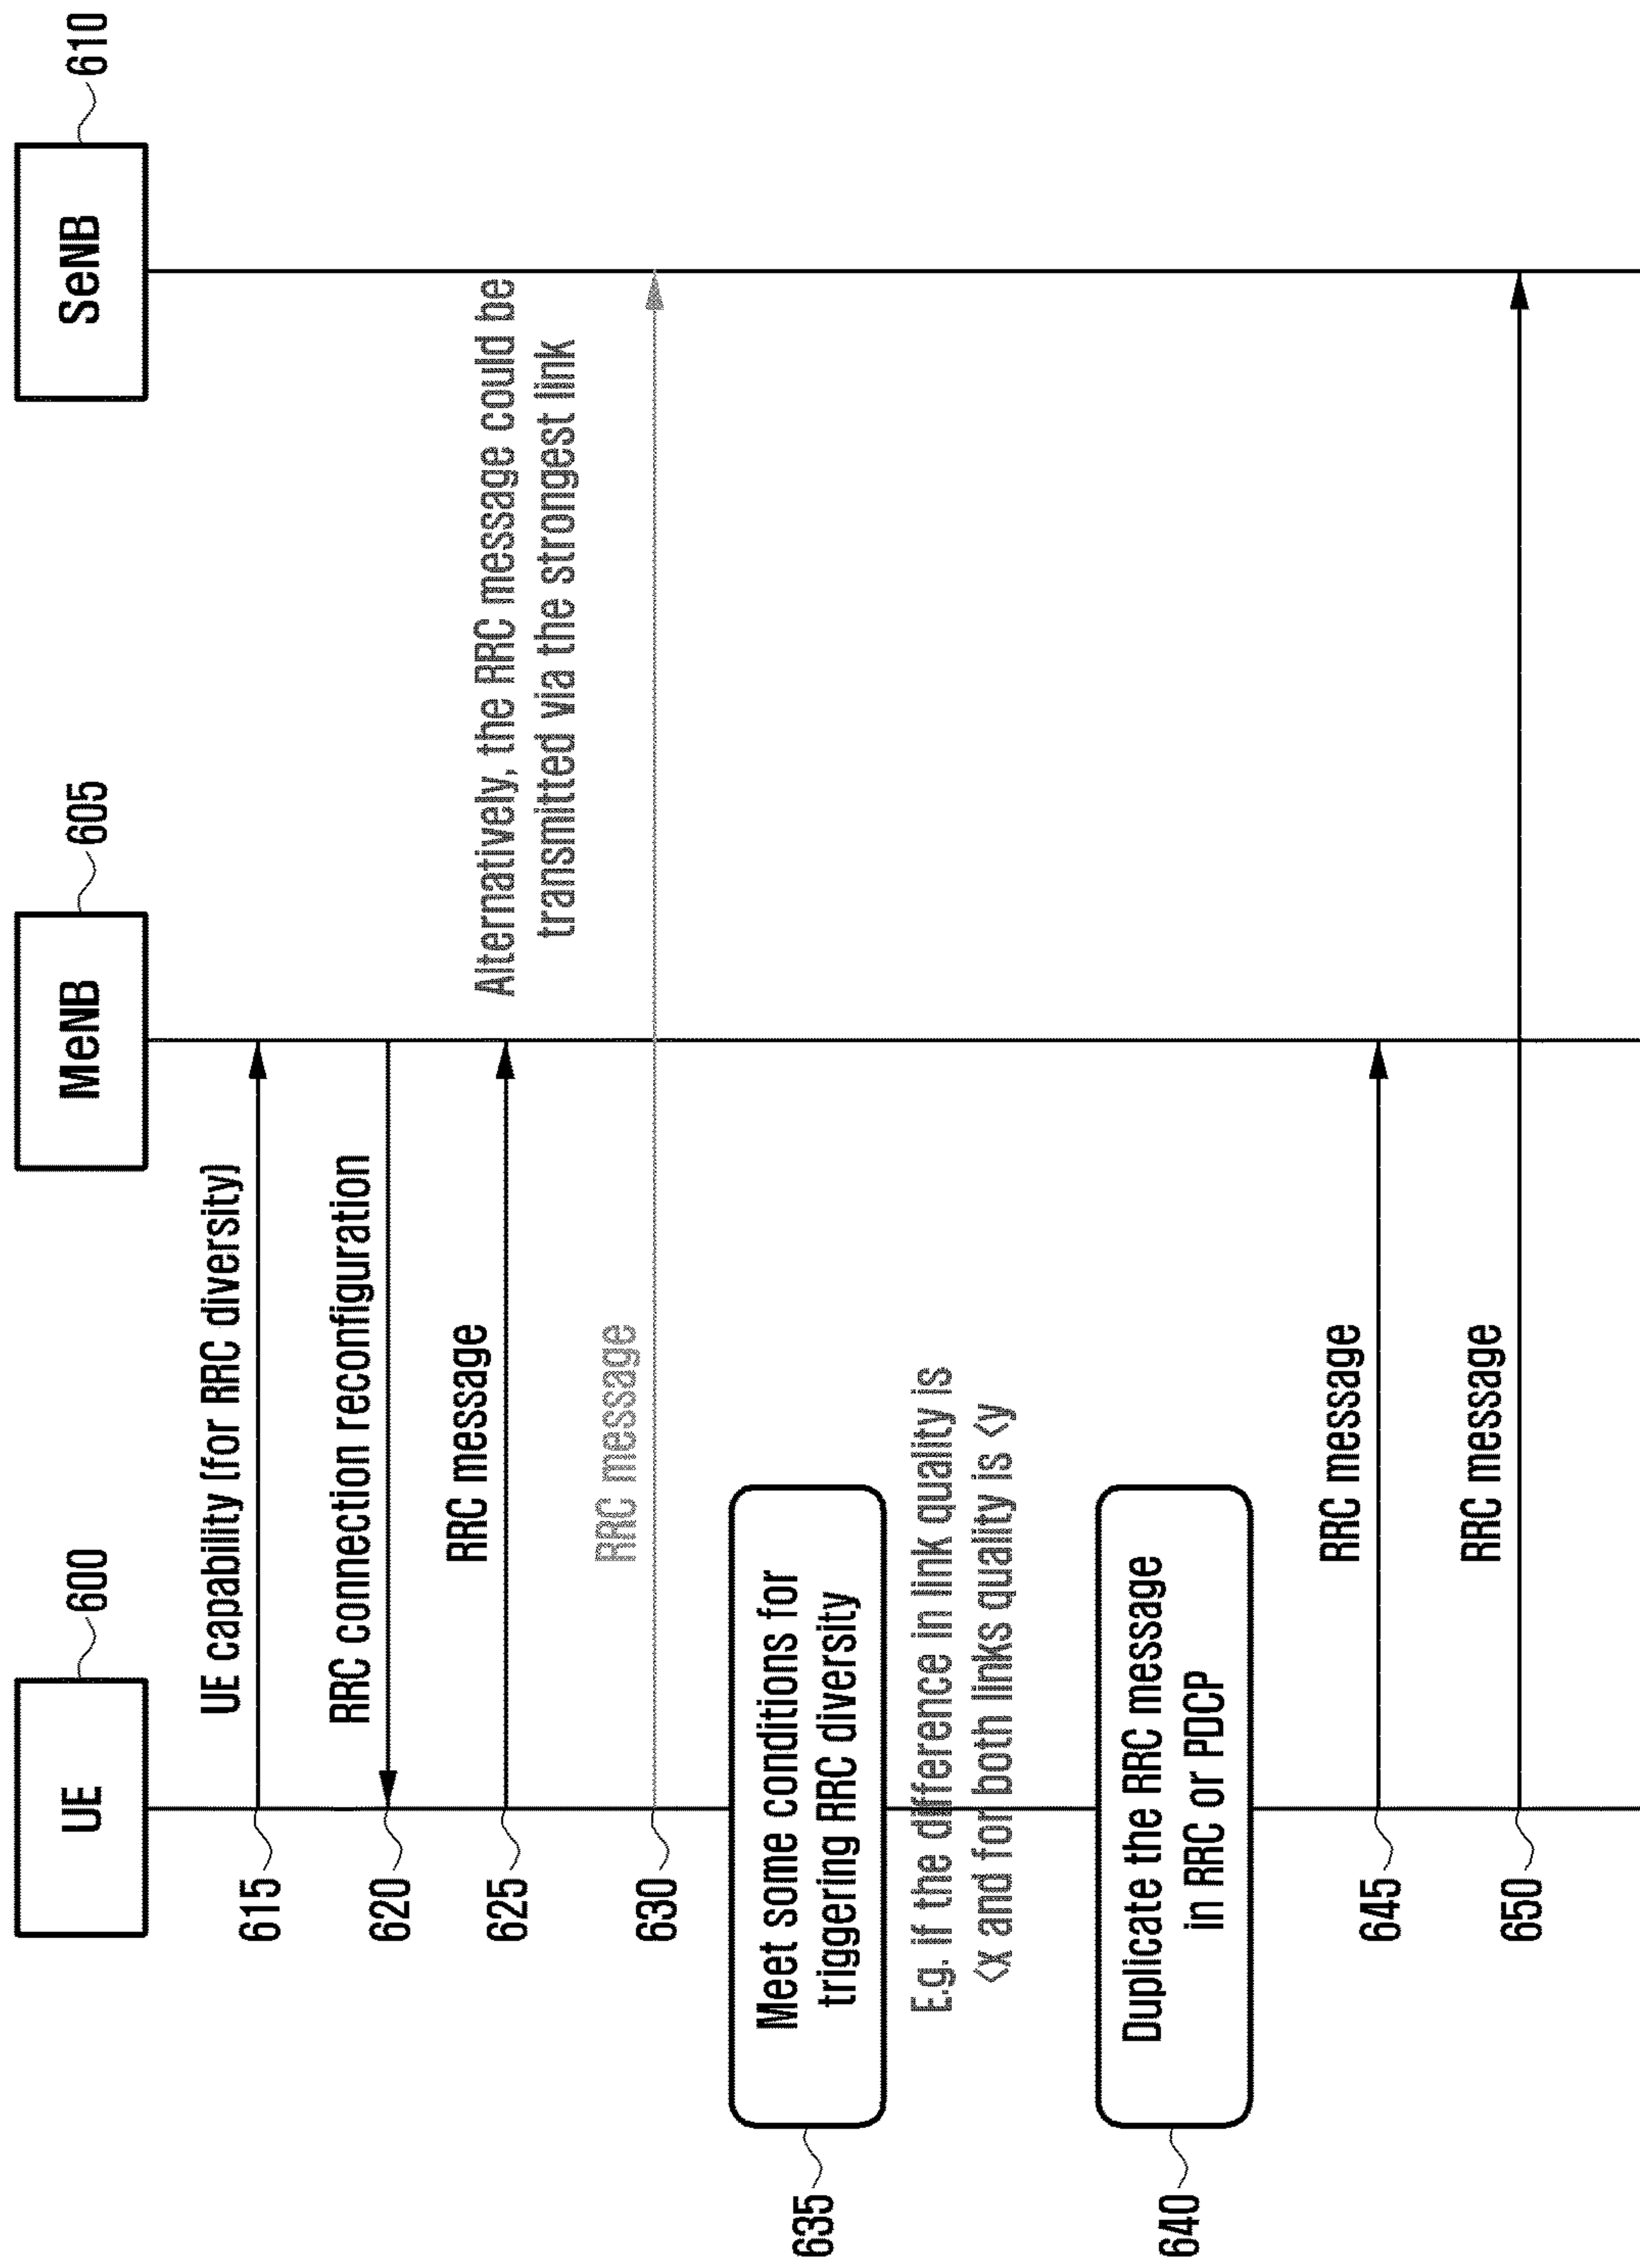 UE
600
MeNB
605
SeNB
610
615
UE capability (for RRC diversity)
620
RRC connection reconfiguration
625
RRC message
Alternatively, the RRC message could be
transmitted via the strongest link
630
RRC message
635
Meet some conditions for
triggering RRC diversity
E.g. if the difference in link quality is
<x and for both links quality is <y
640
Duplicate the RRC message
in RRC or PDCP
645
RRC message
650
RRC message